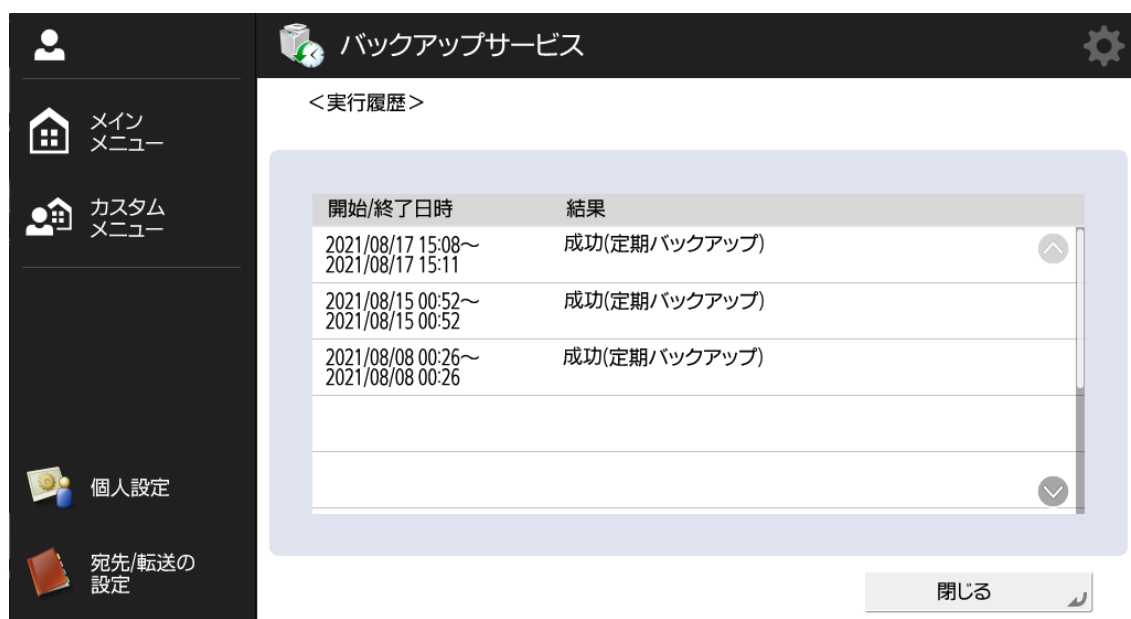 バックアップサービス
メイン
メニュー
カスタム
メニュー
個人設定
宛先/転送の
設定
＜実行履歴＞
開始/終了日時 結果
2021/08/17 15:08～ 成功(定期バックアップ)
2021/08/17 15:11
2021/08/15 00:52～ 成功(定期バックアップ)
2021/08/15 00:52
2021/08/08 00:26～ 成功(定期バックアップ)
2021/08/08 00:26
閉じる